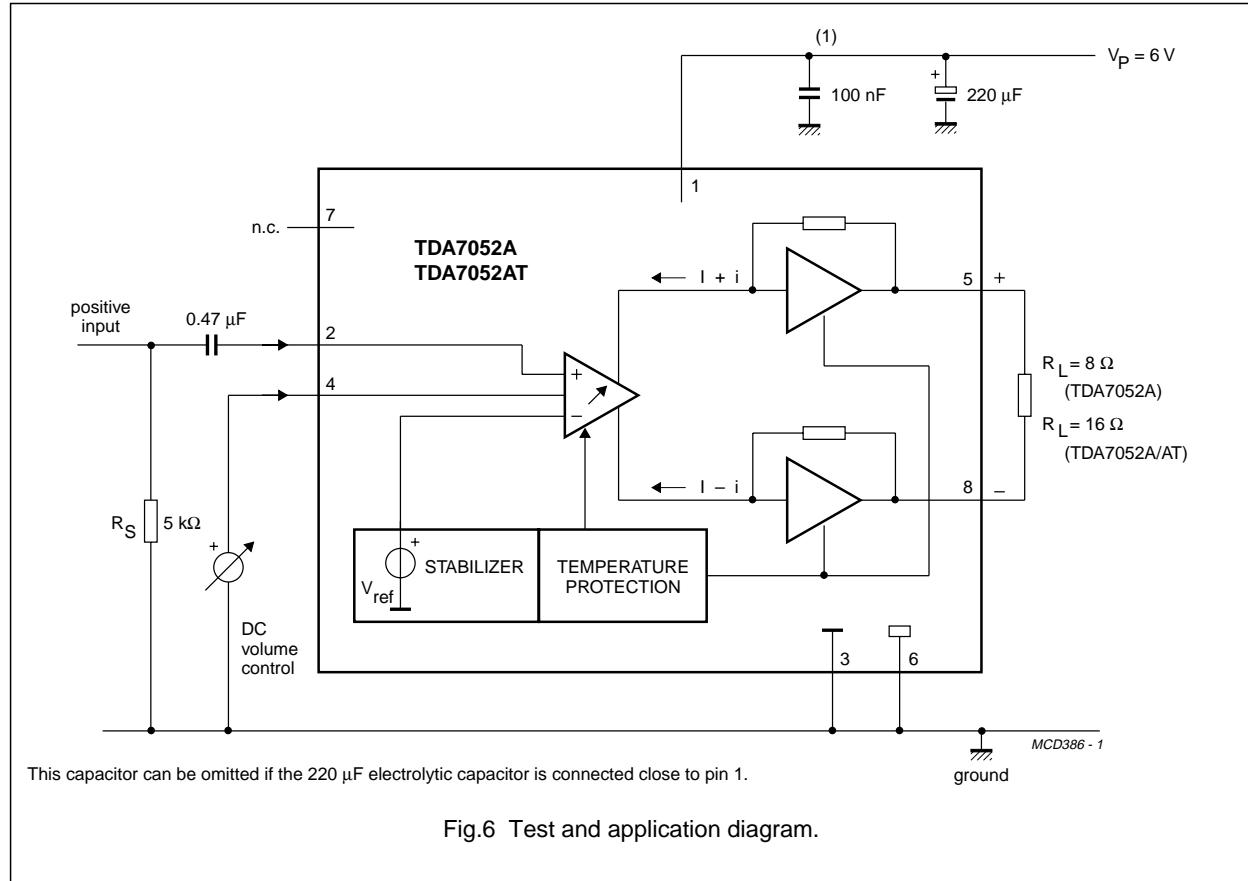 (1)
V_P = 6 V
100 nF
+
220 μF
1
7
n.c.
TDA7052A
TDA7052AT
I + i
5
+
positive
input
0.47 μF
2
4
+
−
R_L = 8 Ω
(TDA7052A)
R_L = 16 Ω
(TDA7052A/AT)
I − i
8
−
R_S
5 kΩ
+
+
STABILIZER
V_ref
TEMPERATURE
PROTECTION
DC
volume
control
3
6
MCD386 - 1
This capacitor can be omitted if the 220 μF electrolytic capacitor is connected close to pin 1.
ground
Fig.6 Test and application diagram.